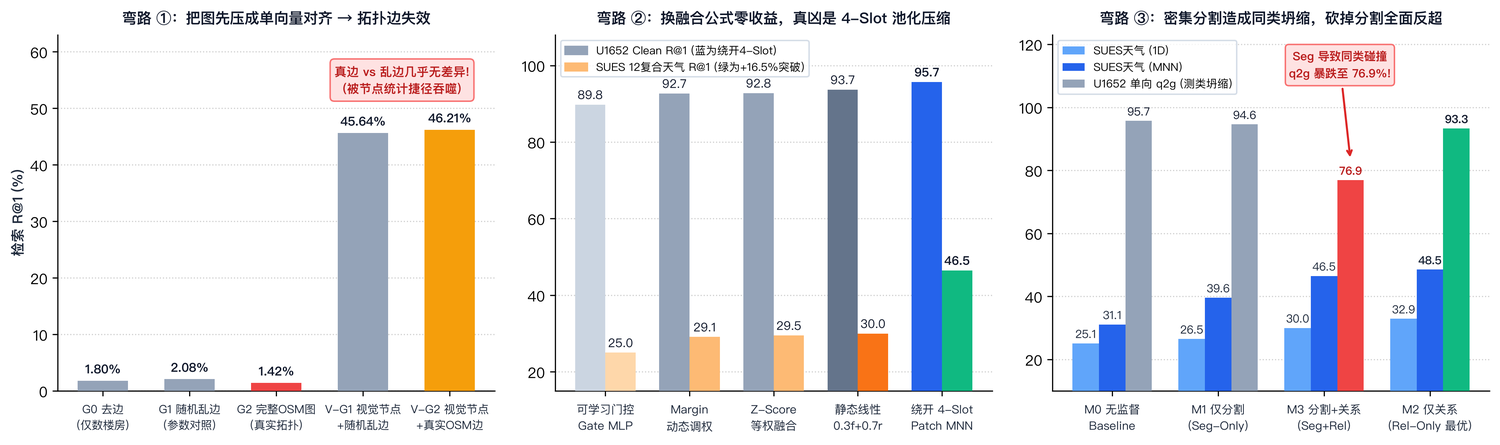 弯路 ①：把图先压成单向量对齐 → 拓扑边失效
检索 R@1 (%)
60
50
40
30
20
10
0
真边 vs 乱边几乎无差异!
(被节点统计捷径吞噬)
1.80%
2.08%
1.42%
45.64%
46.21%
G0 去边
(仅数楼房)
G1 随机乱边
(参数对照)
G2 完整OSM图
(真实拓扑)
V-G1 视觉节点
+随机乱边
V-G2 视觉节点
+真实OSM边
弯路 ②：换融合公式零收益，真凶是 4-Slot 池化压缩
U1652 Clean R@1 (蓝为绕开4-Slot)
SUES 12复合天气 R@1 (绿为+16.5%突破)
100
80
60
40
20
89.8
25.0
92.7
29.1
92.8
29.5
93.7
30.0
95.7
46.5
可学习门控
Gate MLP
Margin
动态调权
Z-Score
等权融合
静态线性
0.3f+0.7r
绕开 4-Slot
Patch MNN
弯路 ③：密集分割造成同类坍缩，砍掉分割全面反超
SUES天气 (1D)
SUES天气 (MNN)
U1652 单向 q2g (测类坍缩)
Seg 导致同类碰撞
q2g 暴跌至 76.9%!
120
100
80
60
40
20
25.1
31.1
95.7
26.5
39.6
94.6
30.0
46.5
76.9
32.9
48.5
93.3
M0 无监督
Baseline
M1 仅分割
(Seg-Only)
M3 分割+关系
(Seg+Rel)
M2 仅关系
(Rel-Only 最优)